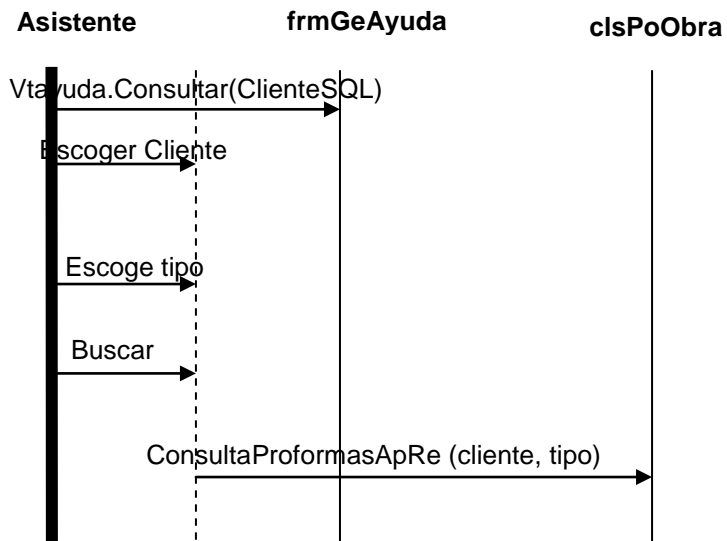 Asistente
frmGeAyuda
clsPoObra
Vtayuda.Consultar(ClienteSQL)
Escoger Cliente
Escoge tipo
Buscar
ConsultaProformasApRe (cliente, tipo)